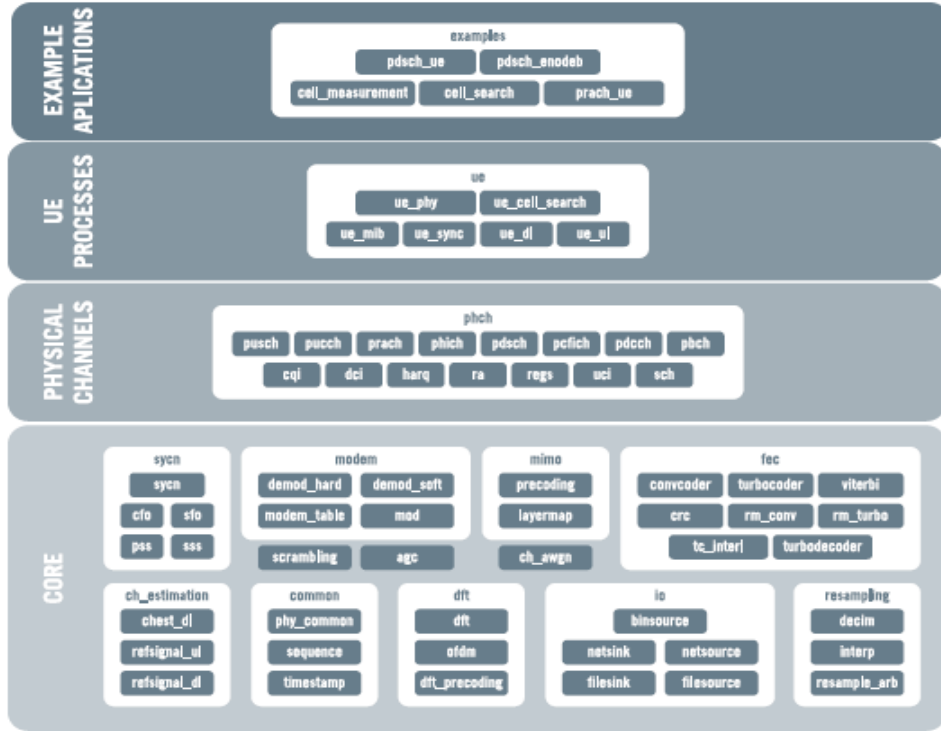 EXAMPLE
APLICATIONS
examples
pdsch_ue pdsch_enodeb
cell_measurement cell_search prach_ue
UE
PROCESSES
ue
ue_phy ue_cell_search
ue_mib ue_sync ue_dl ue_ul
PHYSICAL
CHANNELS
phch
pusch pucch prach phich pdsch pcfich pdcch pbch
cqi dci harq ra regs uci sch
CORE
sycn
sycn
cfo sfo
pss sss
modem
demod_hard demod_soft
modem_table mod
scrambling agc
mimo
precoding
layermap
ch_awgn
fec
convcoder turbocoder viterbi
crc rm_conv rm_turbo
tc_interl turbodecoder
ch_estimation
chest_dl
refsignal_ul
refsignal_dl
common
phy_common
sequence
timestamp
dft
dft
ofdm
dft_precoding
io
binsource
netsink netsource
filesink filesource
resampling
decim
interp
resample_arb